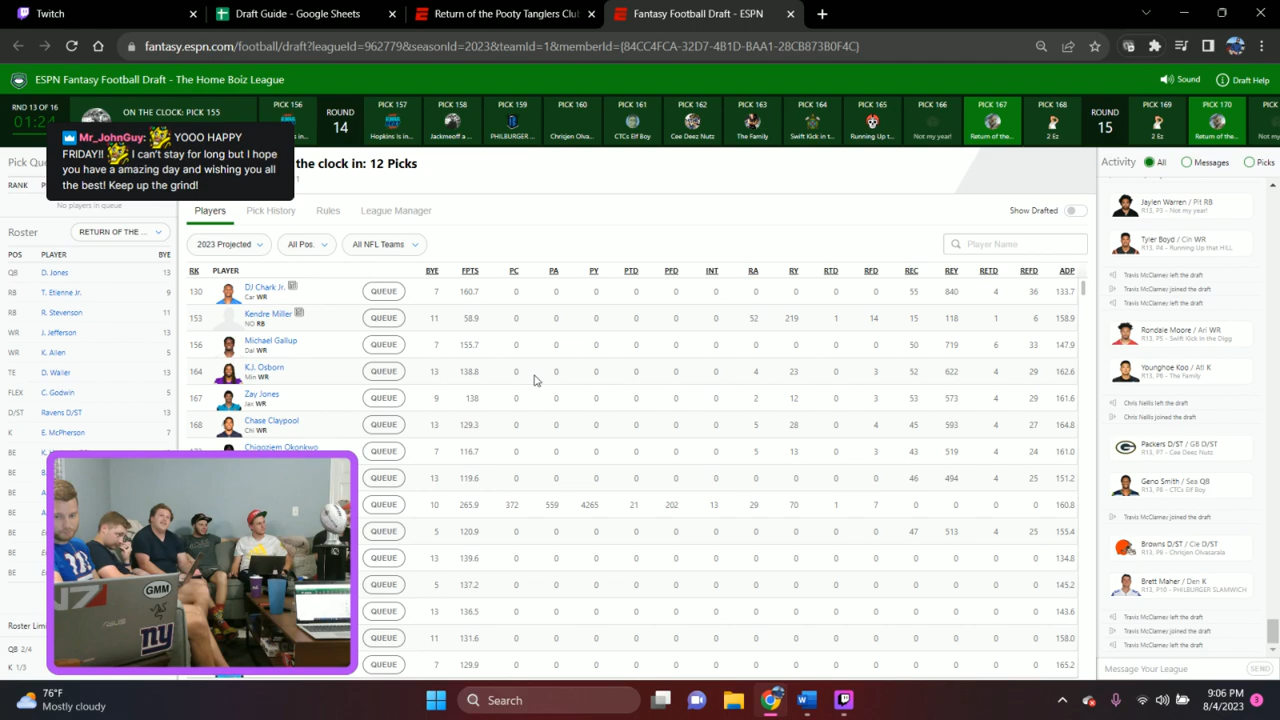 Twitch
Draft Guide - Google Sheets
Return of the Pooty Tanglers Clu
Fantasy Football Draft - ESPN
fantasy.espn.com/football/draft?leagueId=962779&seasonId=2023&teamId=1&memberId={84CC4FCA-32D7-4B1D-BAA1-28CB873BF04C}
ESPN Fantasy Football Draft - The Home Boiz League
Sound
Draft Help
RND 13 OF 16
01:24
ON THE CLOCK: PICK 155
PICK 156
ROUND 14
PICK 157
Hopkins is in...
PICK 158
Jackmeoff a...
PICK 159
PHILBURGER...
PICK 160
Chrisjen Olva...
PICK 161
CTCs Elf Boy
PICK 162
Cee Deez Nutz
PICK 163
The Family
PICK 164
Swift Kick in t...
PICK 165
Running Up t...
PICK 166
Not my year!
PICK 167
Return of the...
PICK 168
2 Ez
ROUND 15
PICK 169
2 Ez
PICK 170
Return of the...
Mr_JohnGuy: YOOO HAPPY
FRIDAY!! I can't stay for long but I hope
you have a amazing day and wishing you all
the best! Keep up the grind!
Pick Qu
the clock in: 12 Picks
RANK
No players in queue
Activity
All
Messages
Picks
Players
Pick History
Rules
League Manager
Show Drafted
Roster
RETURN OF THE ...
2023 Projected
All Pos.
All NFL Teams
Player Name
POS PLAYER BYE
QB D. Jones 13
RB T. Etienne Jr. 9
RB R. Stevenson 11
WR J. Jefferson 13
WR K. Allen 5
TE D. Waller 13
FLEX C. Godwin 5
D/ST Ravens D/ST 13
K E. McPherson 7
BE
BE
BE
BE
BE
BE
BE
Roster Lim
QB 2/4
K 1/3
RK PLAYER BYE FPTS PC PA PY PTD PFD INT RA RY RTD RFD REC REY RETD REFD ADP
130 DJ Chark Jr. Car WR QUEUE 7 160.7 0 0 0 0 0 0 0 0 0 0 55 840 4 36 133.7
153 Kendre Miller NO RB QUEUE 11 58.9 0 0 0 0 0 0 52 219 1 14 15 118 1 6 158.9
156 Michael Gallup Dal WR QUEUE 7 155.7 0 0 0 0 0 0 0 0 0 0 50 719 6 33 147.9
164 K.J. Osborn Min WR QUEUE 13 138.8 0 0 0 0 0 0 3 23 0 3 52 622 4 29 162.6
167 Zay Jones Jax WR QUEUE 9 138 0 0 0 0 0 0 2 12 0 3 53 573 4 29 161.6
168 Chase Claypool Chi WR QUEUE 13 136.5 0 0 0 0 0 0 5 28 0 4 45 593 4 27 164.8
Chigoziem Okonkwo QUEUE 7 116.7 0 0 0 0 0 0 3 13 0 0 43 519 4 24 161.0
QUEUE 13 119.6 0 0 0 0 0 0 0 0 0 0 46 494 4 25 151.2
QUEUE 10 265.9 372 559 4265 21 202 13 29 70 0 7 0 0 0 0 160.8
QUEUE 5 120.9 0 0 0 0 0 0 0 0 0 0 47 513 4 25 155.4
QUEUE 0 0 0 0 0 0 0 0 0 0 0 0 0 0 134.8
QUEUE 5 137.2 0 0 0 0 0 0 0 0 0 0 0 0 0 0 145.2
QUEUE 13 136.5 0 0 0 0 0 0 0 0 0 0 0 0 0 0 143.6
QUEUE 11 131.6 0 0 0 0 0 0 0 0 0 0 0 0 0 0 158.0
QUEUE 7 129.9 0 0 0 0 0 0 0 0 0 0 0 0 0 0 165.2
Jaylen Warren / Pit RB
R13, P3 - Not my year!
Tyler Boyd / Cin WR
R13, P4 - Running Up that HILL
Travis McClarney left the draft
Travis McClarney joined the draft
Travis McClarney left the draft
Rondale Moore / Ari WR
R13, P5 - Swift Kick in the Digg
Younghoe Koo / Atl K
R13, P6 - The Family
Chris Nellis left the draft
Chris Nellis joined the draft
Packers D/ST / GB D/ST
R13, P7 - Cee Deez Nutz
Geno Smith / Sea QB
R13, P8 - CTCs Elf Boy
Travis McClarney joined the draft
Browns D/ST / Cle D/ST
R13, P9 - Chrisjen Olvasarala
Brett Maher / Den K
R13, P10 - PHILBURGER SLAMWICH
Travis McClarney left the draft
Travis McClarney joined the draft
Travis McClarney left the draft
Message Your League
SEND
GMM
N7
ny
76°F
Mostly cloudy
Search
9:06 PM
8/4/2023
3